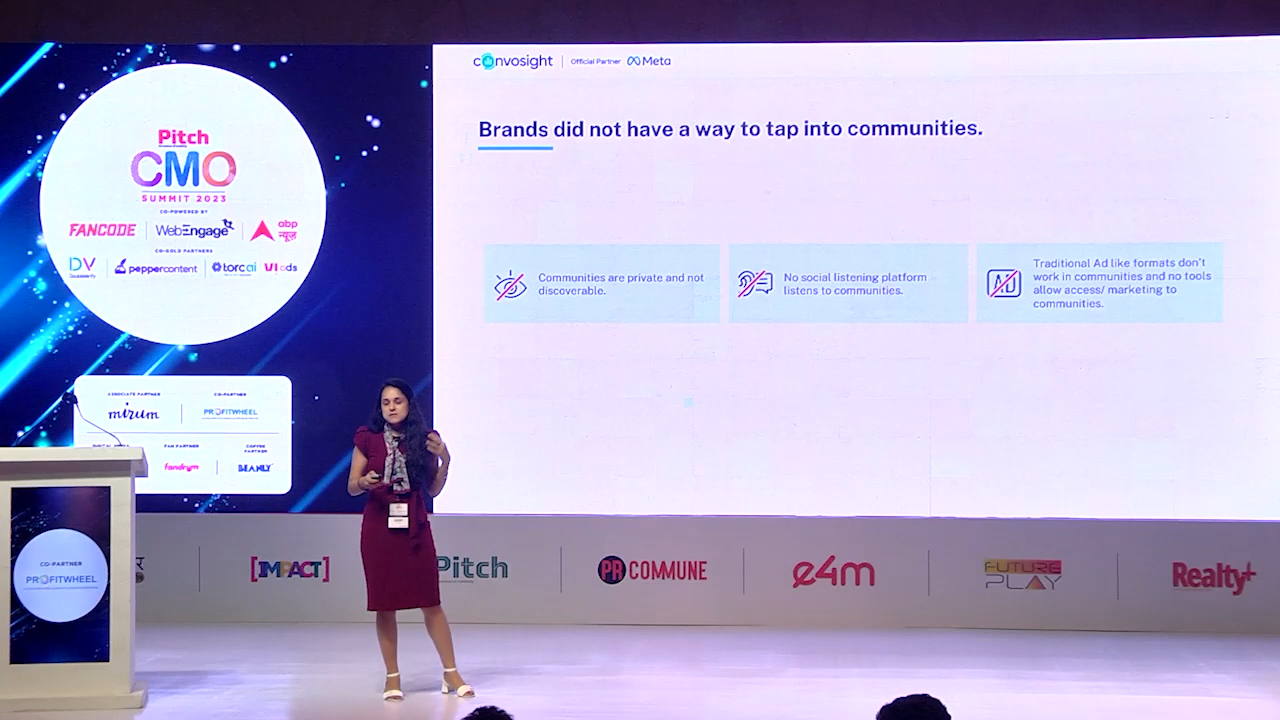 convosight | Official Partner Meta
Brands did not have a way to tap into communities.
Communities are private and not
discoverable.
No social listening platform
listens to communities.
Ad
Traditional Ad like formats don't
work in communities and no tools
allow access/ marketing to
communities.
Pitch
CMO
SUMMIT 2023
CO-POWERED BY
FANCODE
WebEngage
abp
न्यूज़
CO-GOLD PARTNERS
DV
DoubleVerify
peppercontent
torcai
VI ads
ASSOCIATE PARTNER
mirum
CO-PARTNER
PROFITWHEEL
FAN PARTNER
fandrum
COFFEE
PARTNER
BEANLY
CO-PARTNER
PROFITWHEEL
[IMPACT]
Pitch
PR COMMUNE
e4m
FUTURE
PLAY
Realty+